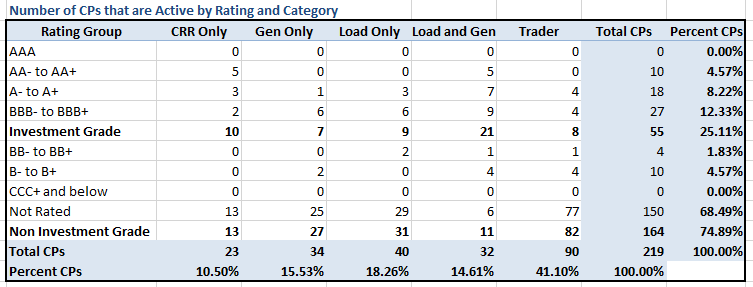 Number of CPs that are Active by Rating and Category
Rating Group CRR Only Gen Only Load Only Load and Gen Trader Total CPs Percent CPs
AAA 0 0 0 0 0 0 0.00%
AA- to AA+ 5 0 0 5 0 10 4.57%
A- to A+ 3 1 3 7 4 18 8.22%
BBB- to BBB+ 2 6 6 9 4 27 12.33%
Investment Grade 10 7 9 21 8 55 25.11%
BB- to BB+ 0 0 2 1 1 4 1.83%
B- to B+ 0 2 0 4 4 10 4.57%
CCC+ and below 0 0 0 0 0 0 0.00%
Not Rated 13 25 29 6 77 150 68.49%
Non Investment Grade 13 27 31 11 82 164 74.89%
Total CPs 23 34 40 32 90 219 100.00%
Percent CPs 10.50% 15.53% 18.26% 14.61% 41.10% 100.00%